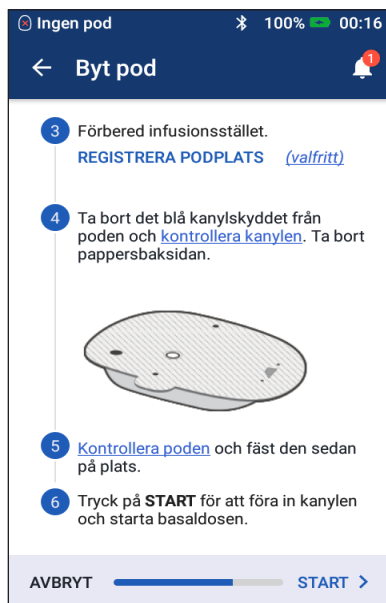 Ingen pod 100% 00:16
Byt pod 1
3 Förbered infusionsstället.
REGISTRERA PODPLATS (valfritt)
4 Ta bort det blå kanylskyddet från
poden och kontrollera kanylen. Ta bort
pappersbaksidan.
5 Kontrollera poden och fäst den sedan
på plats.
6 Tryck på START för att föra in kanylen
och starta basaldosen.
AVBRYT START